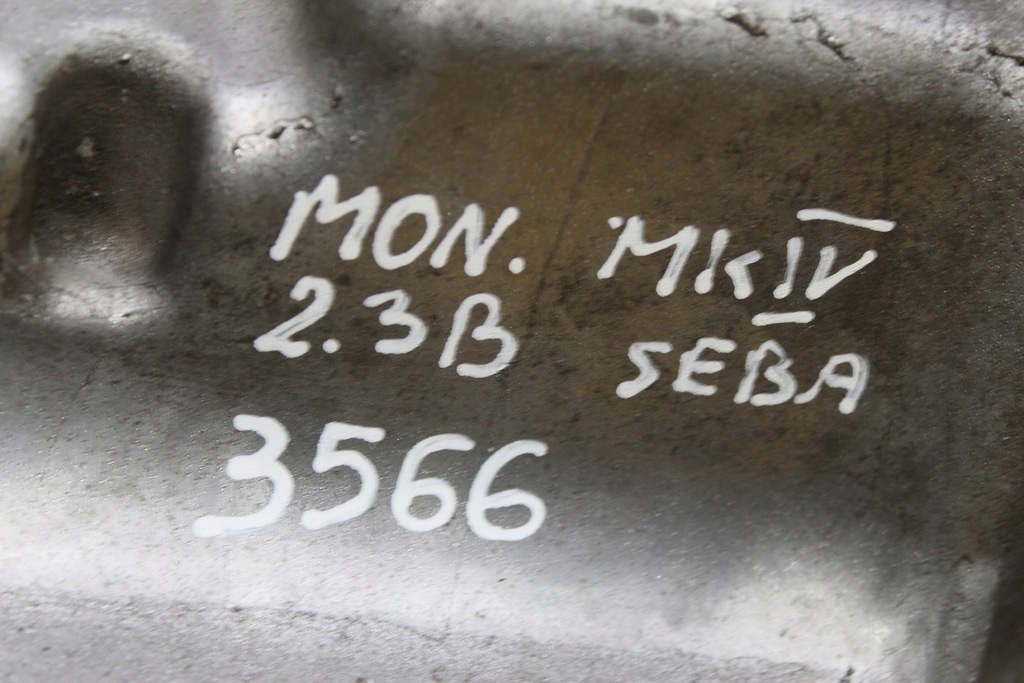 MON. MKIV
2.3B SEBA
3566